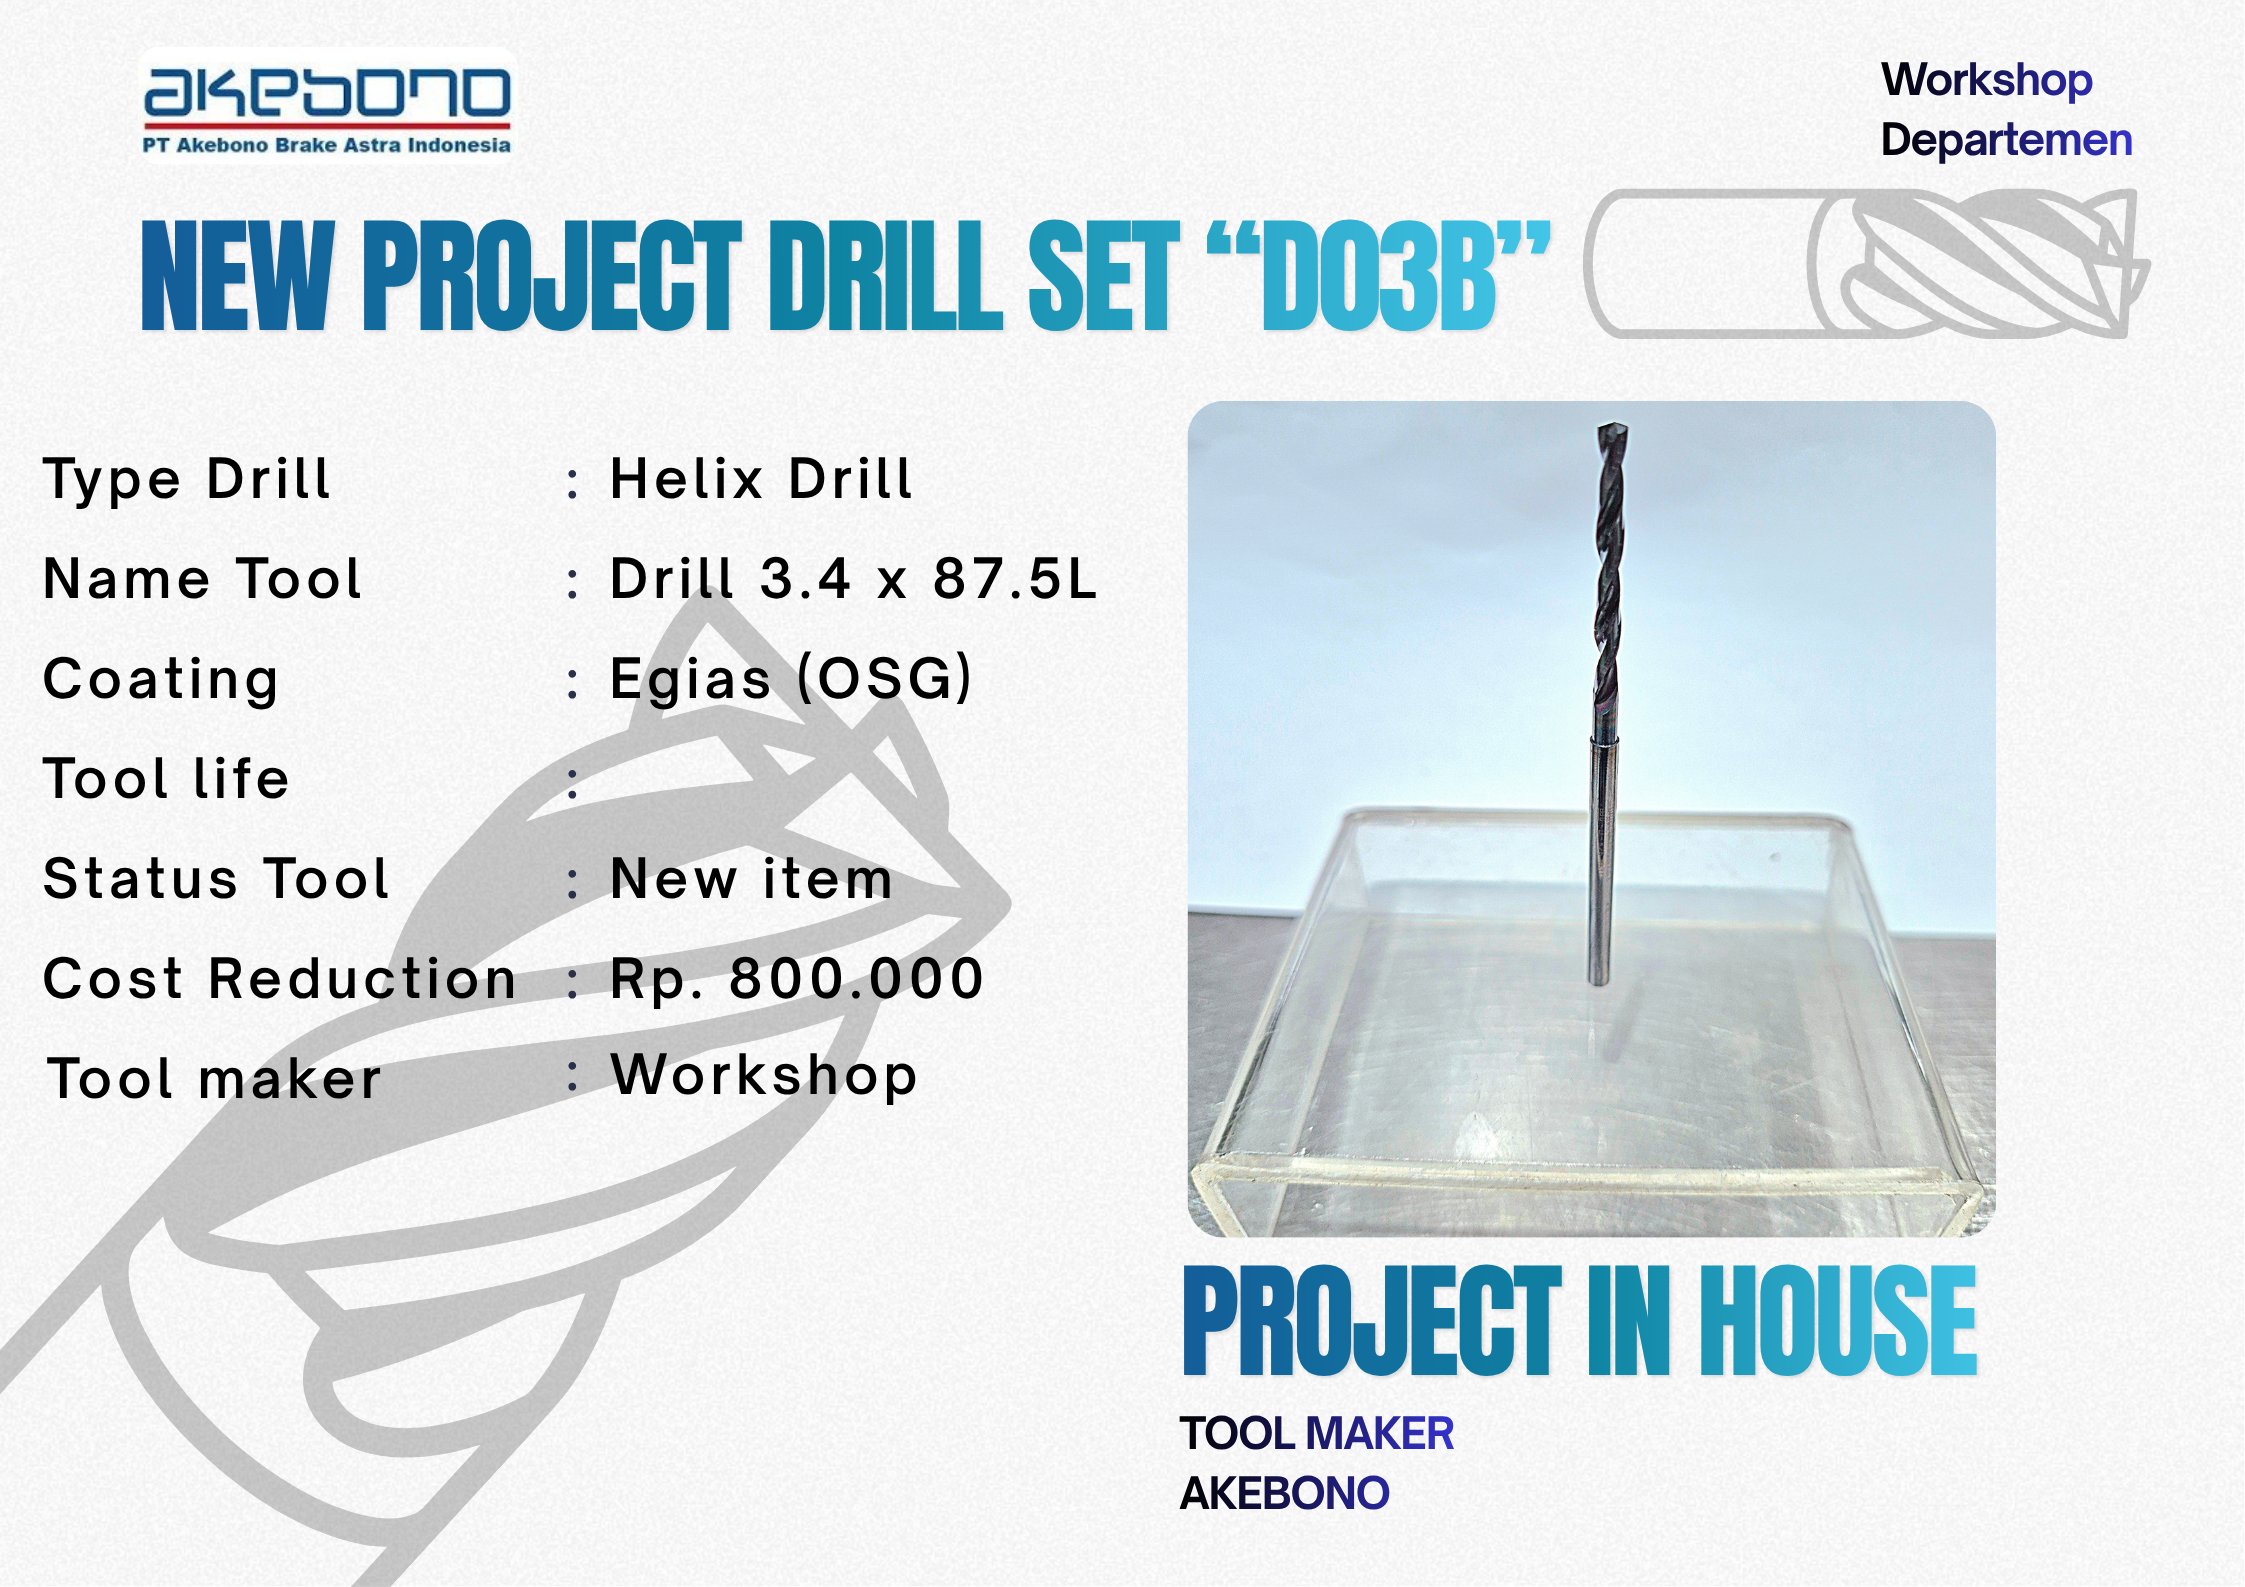 akebono
PT Akebono Brake Astra Indonesia
Workshop
Departemen
NEW PROJECT DRILL SET “DO3B”
Type Drill : Helix Drill
Name Tool : Drill 3.4 x 87.5L
Coating : Egias (OSG)
Tool life :
Status Tool : New item
Cost Reduction : Rp. 800.000
Tool maker : Workshop
PROJECT IN HOUSE
TOOL MAKER
AKEBONO